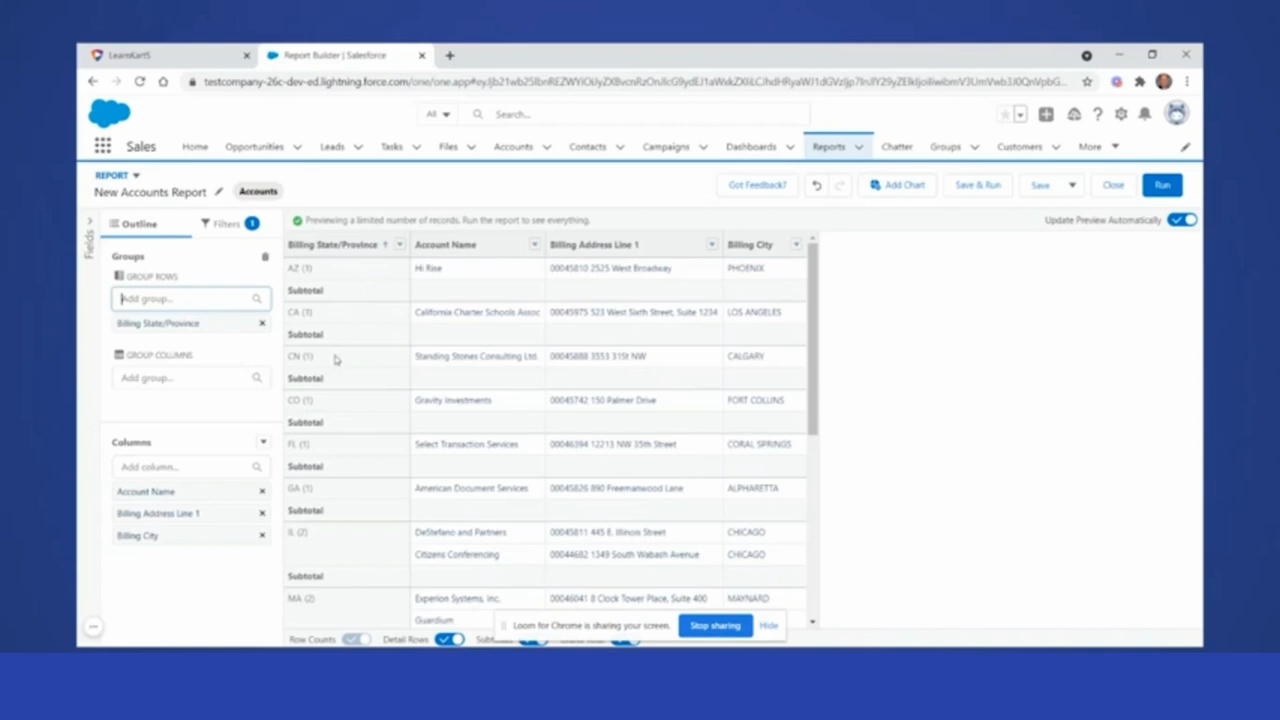 LearnKartS
Report Builder | Salesforce
Sales
Home
Opportunities
Leads
Tasks
Files
Accounts
Contacts
Campaigns
Dashboards
Reports
Chatter
Groups
Customers
More
All
Search...
REPORT
New Accounts Report
Accounts
Got Feedback?
Add Chart
Save & Run
Save
Close
Run
Fields
Outline
Filters
1
Previewing a limited number of records. Run the report to see everything.
Update Preview Automatically
Groups
GROUP ROWS
Add group...
Billing State/Province
GROUP COLUMNS
Add group...
Columns
Add column...
Account Name
Billing Address Line 1
Billing City
Billing State/Province Account Name Billing Address Line 1 Billing City
AZ (1) Hi Rise 00045810 2525 West Broadway PHOENIX
Subtotal
CA (1) California Charter Schools Assoc 00045975 523 West Sixth Street, Suite 1234 LOS ANGELES
Subtotal
CN (1) Standing Stones Consulting Ltd. 00045888 3553 31St NW CALGARY
Subtotal
CO (1) Gravity Investments 00045742 150 Palmer Drive FORT COLLINS
Subtotal
FL (1) Select Transaction Services 00046394 12213 NW 35th Street CORAL SPRINGS
Subtotal
GA (1) American Document Services 00045826 890 Freemanwood Lane ALPHARETTA
Subtotal
IL (2) DeStefano and Partners 00045811 445 E. Illinois Street CHICAGO
Citizens Conferencing 00044682 1349 South Wabash Avenue CHICAGO
Subtotal
MA (2) Experion Systems, Inc. 00046041 8 Clock Tower Place, Suite 400 MAYNARD
Guardium
Loom for Chrome is sharing your screen.
Stop sharing
Hide
Row Counts
Detail Rows